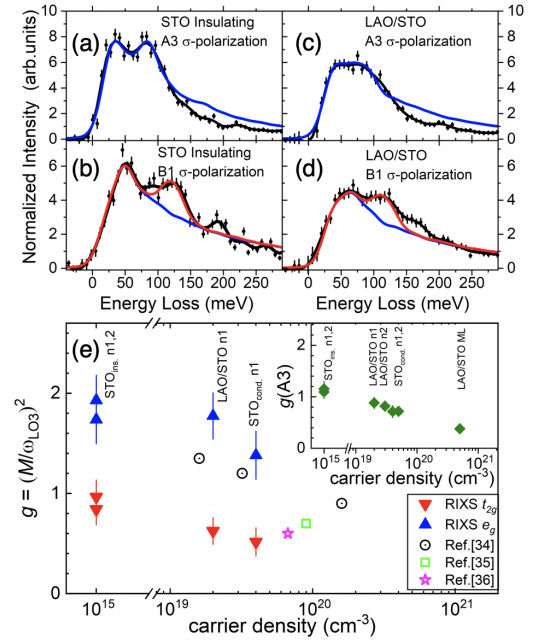 10
(a)
STO Insulating
A3 σ-polarization
(c)
LAO/STO
A3 σ-polarization
10
8
6
4
2
0
8
6
4
2
0
Normalized Intensity (arb.units)
(b)
STO Insulating
B1 σ-polarization
(d)
LAO/STO
B1 σ-polarization
6
4
2
0
6
4
2
0
0 50 100 150 200 250
0 50 100 150 200 250
Energy Loss (meV)
Energy Loss (meV)
(e)
STOins. n1,2
LAO/STO n1
STOcond. n1
g = (M/ωLO3)²
2
1
0
10¹⁵ 10¹⁹ 10²⁰ 10²¹
carrier density (cm⁻³)
STOins. n1,2
LAO/STO n1
LAO/STO n2
STOcond. n1,2
LAO/STO ML
g(A3)
2
1
0
10¹⁵ 10¹⁹ 10²⁰ 10²¹
carrier density (cm⁻³)
RIXS t2g
RIXS eg
Ref.[34]
Ref.[35]
Ref.[36]